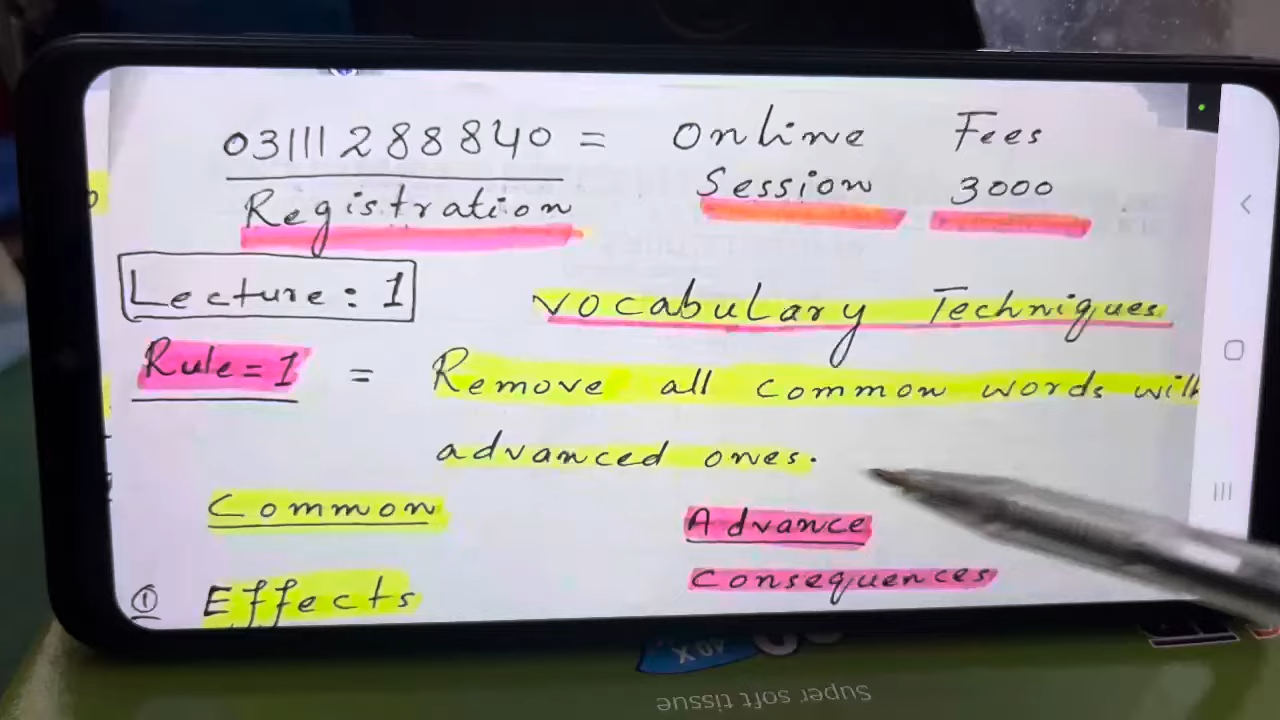 03111288840 = Online Fees
Registration Session 3000
Lecture: 1 Vocabulary Techniques
Rule=1 = Remove all common words with
advanced ones.
Common Advance
① Effects Consequences
40 X
super soft tissue